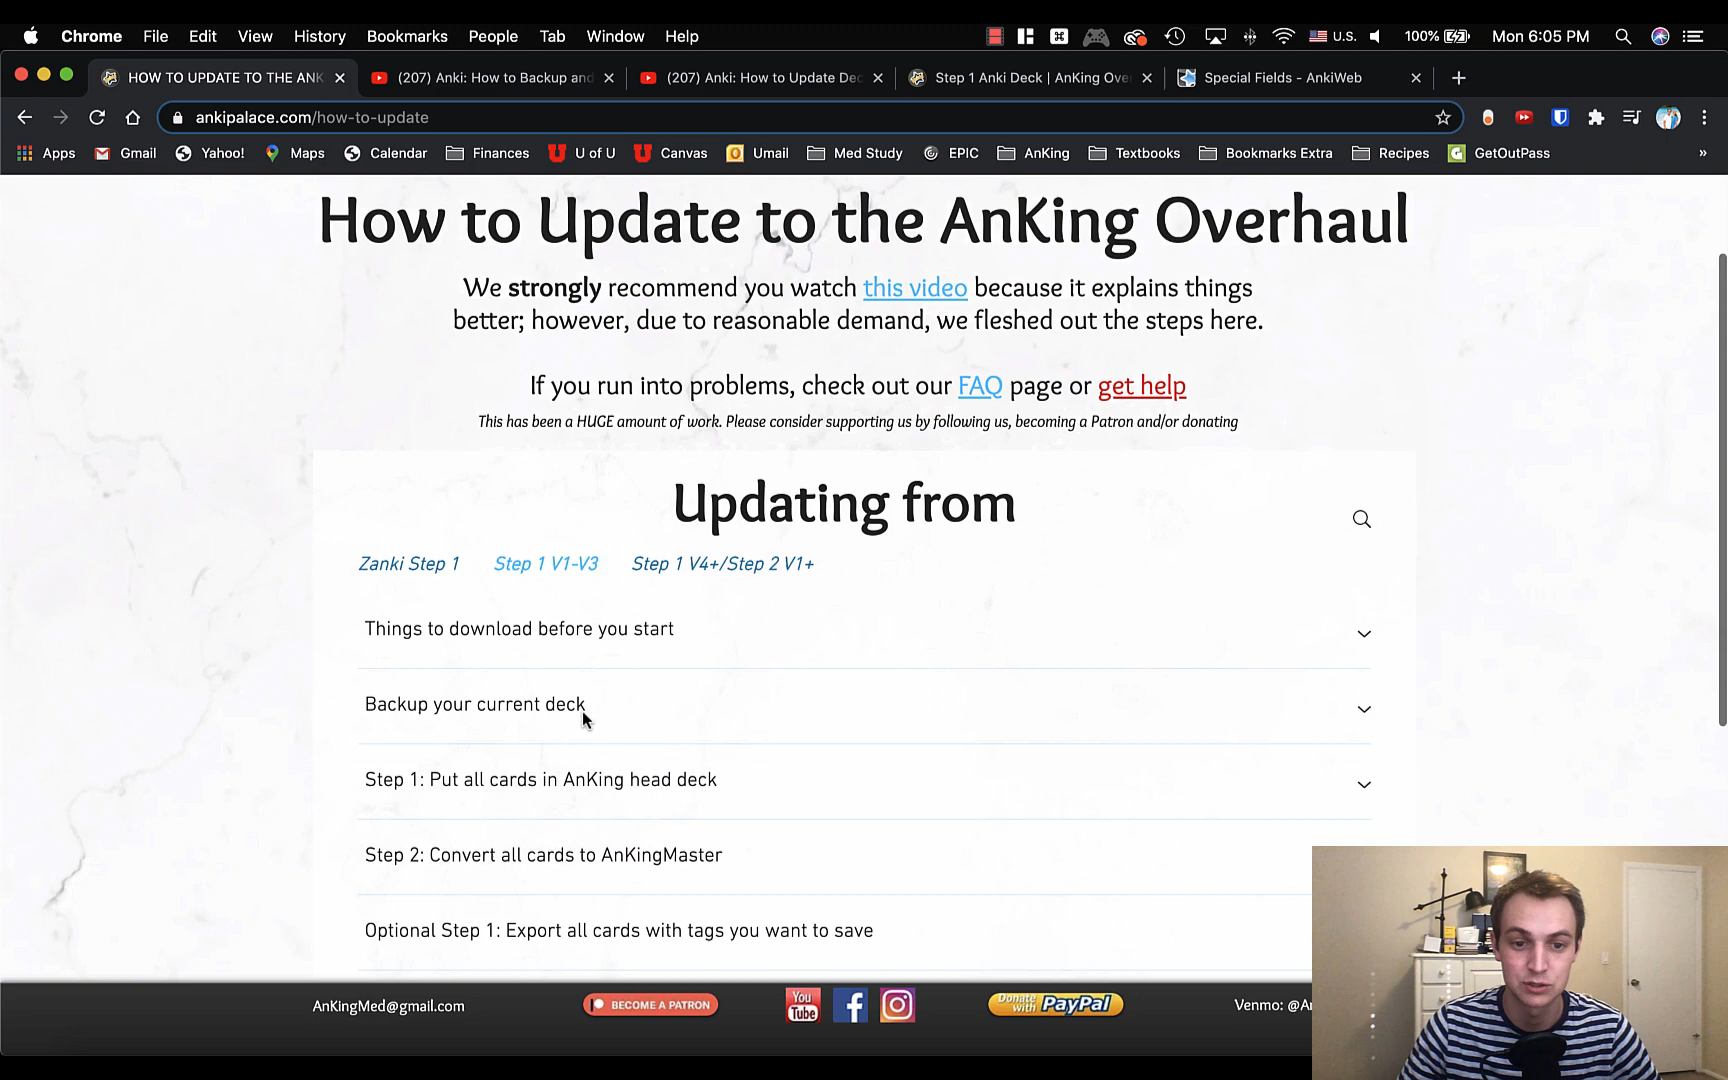 Chrome File Edit View History Bookmarks People Tab Window Help U.S. 100% Mon 6:05 PM
HOW TO UPDATE TO THE ANK (207) Anki: How to Backup and (207) Anki: How to Update Dec Step 1 Anki Deck | AnKing Over Special Fields - AnkiWeb
ankipalace.com/how-to-update
Apps Gmail Yahoo! Maps Calendar Finances U of U Canvas Umail Med Study EPIC AnKing Textbooks Bookmarks Extra Recipes GetOutPass »
How to Update to the AnKing Overhaul
We strongly recommend you watch this video because it explains things
better; however, due to reasonable demand, we fleshed out the steps here.
If you run into problems, check out our FAQ page or get help
This has been a HUGE amount of work. Please consider supporting us by following us, becoming a Patron and/or donating
Updating from
Zanki Step 1 Step 1 V1-V3 Step 1 V4+/Step 2 V1+
Things to download before you start
Backup your current deck
Step 1: Put all cards in AnKing head deck
Step 2: Convert all cards to AnKingMaster
Optional Step 1: Export all cards with tags you want to save
AnKingMed@gmail.com BECOME A PATRON You Tube Donate with PayPal Venmo: @A